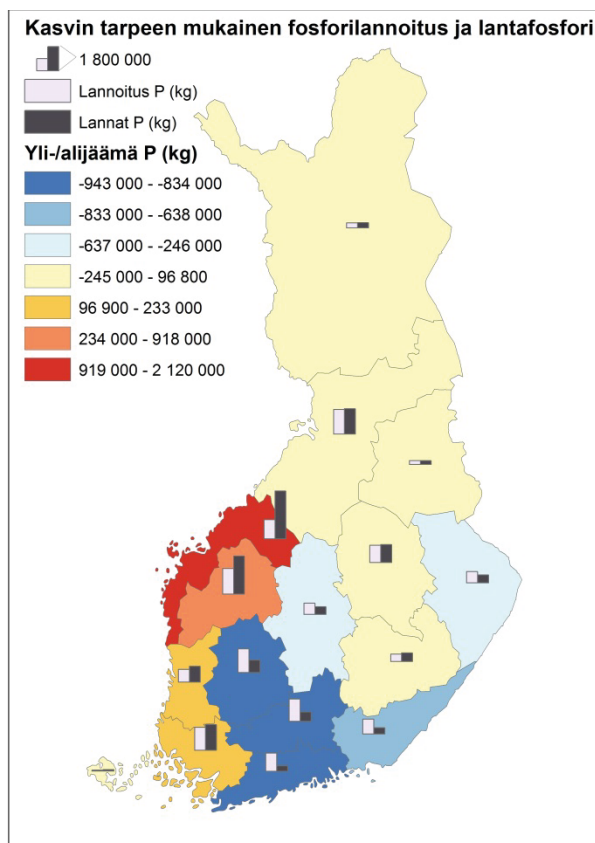 Kasvin tarpeen mukainen fosforilannoitus ja lantafosfori
1 800 000
Lannoitus P (kg)
Lannat P (kg)
Yli-/alijäämä P (kg)
-943 000 - -834 000
-833 000 - -638 000
-637 000 - -246 000
-245 000 - 96 800
96 900 - 233 000
234 000 - 918 000
919 000 - 2 120 000